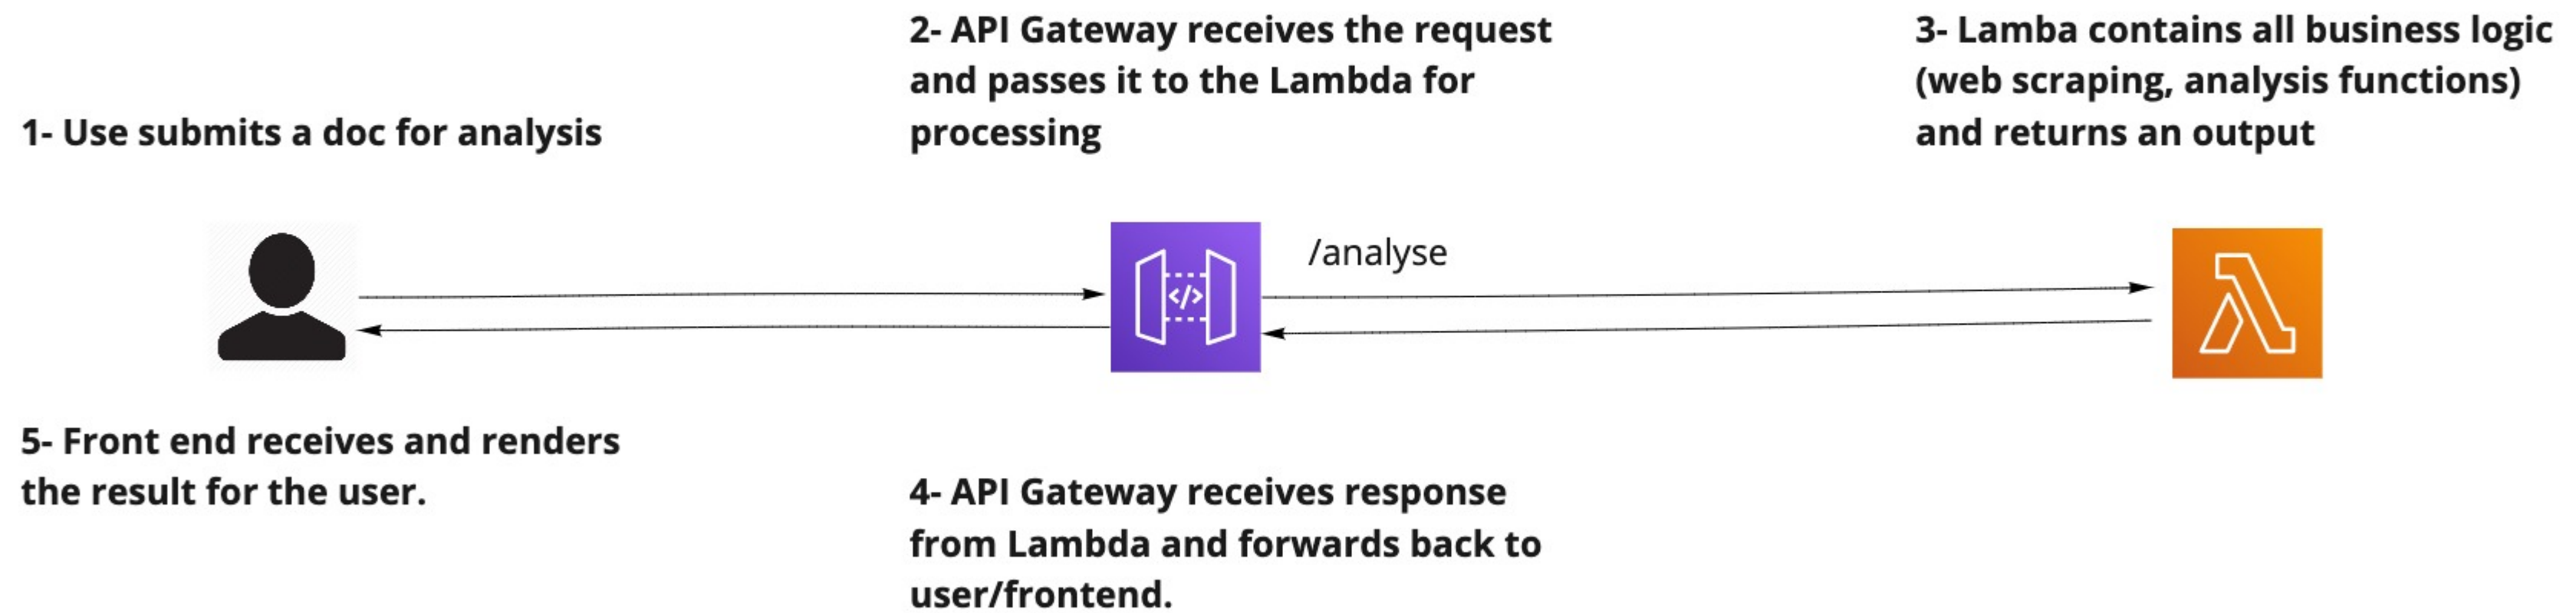 1- Use submits a doc for analysis
2- API Gateway receives the request
and passes it to the Lambda for
processing
3- Lamba contains all business logic
(web scraping, analysis functions)
and returns an output
/analyse
</>
5- Front end receives and renders
the result for the user.
4- API Gateway receives response
from Lambda and forwards back to
user/frontend.